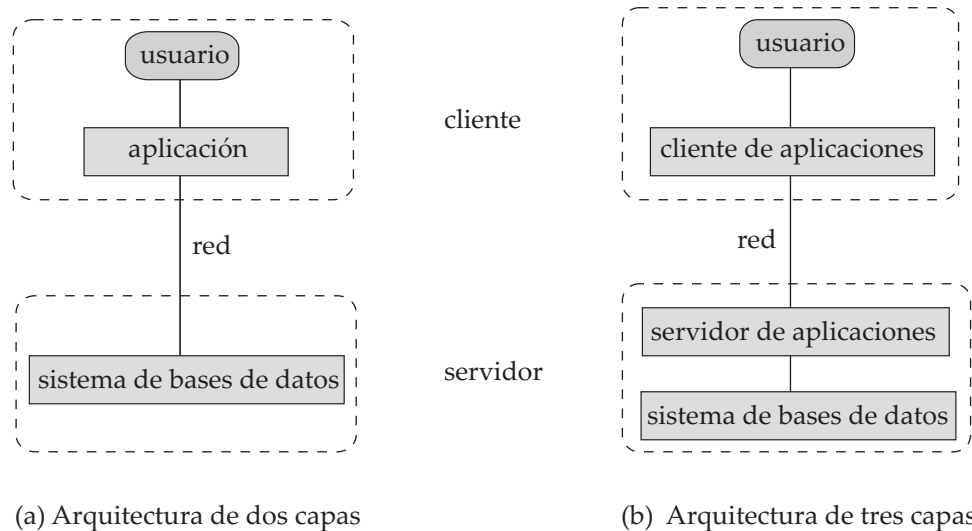 usuario
aplicación
red
sistema de bases de datos
cliente
servidor
usuario
cliente de aplicaciones
red
servidor de aplicaciones
sistema de bases de datos
(a) Arquitectura de dos capas
(b) Arquitectura de tres capas